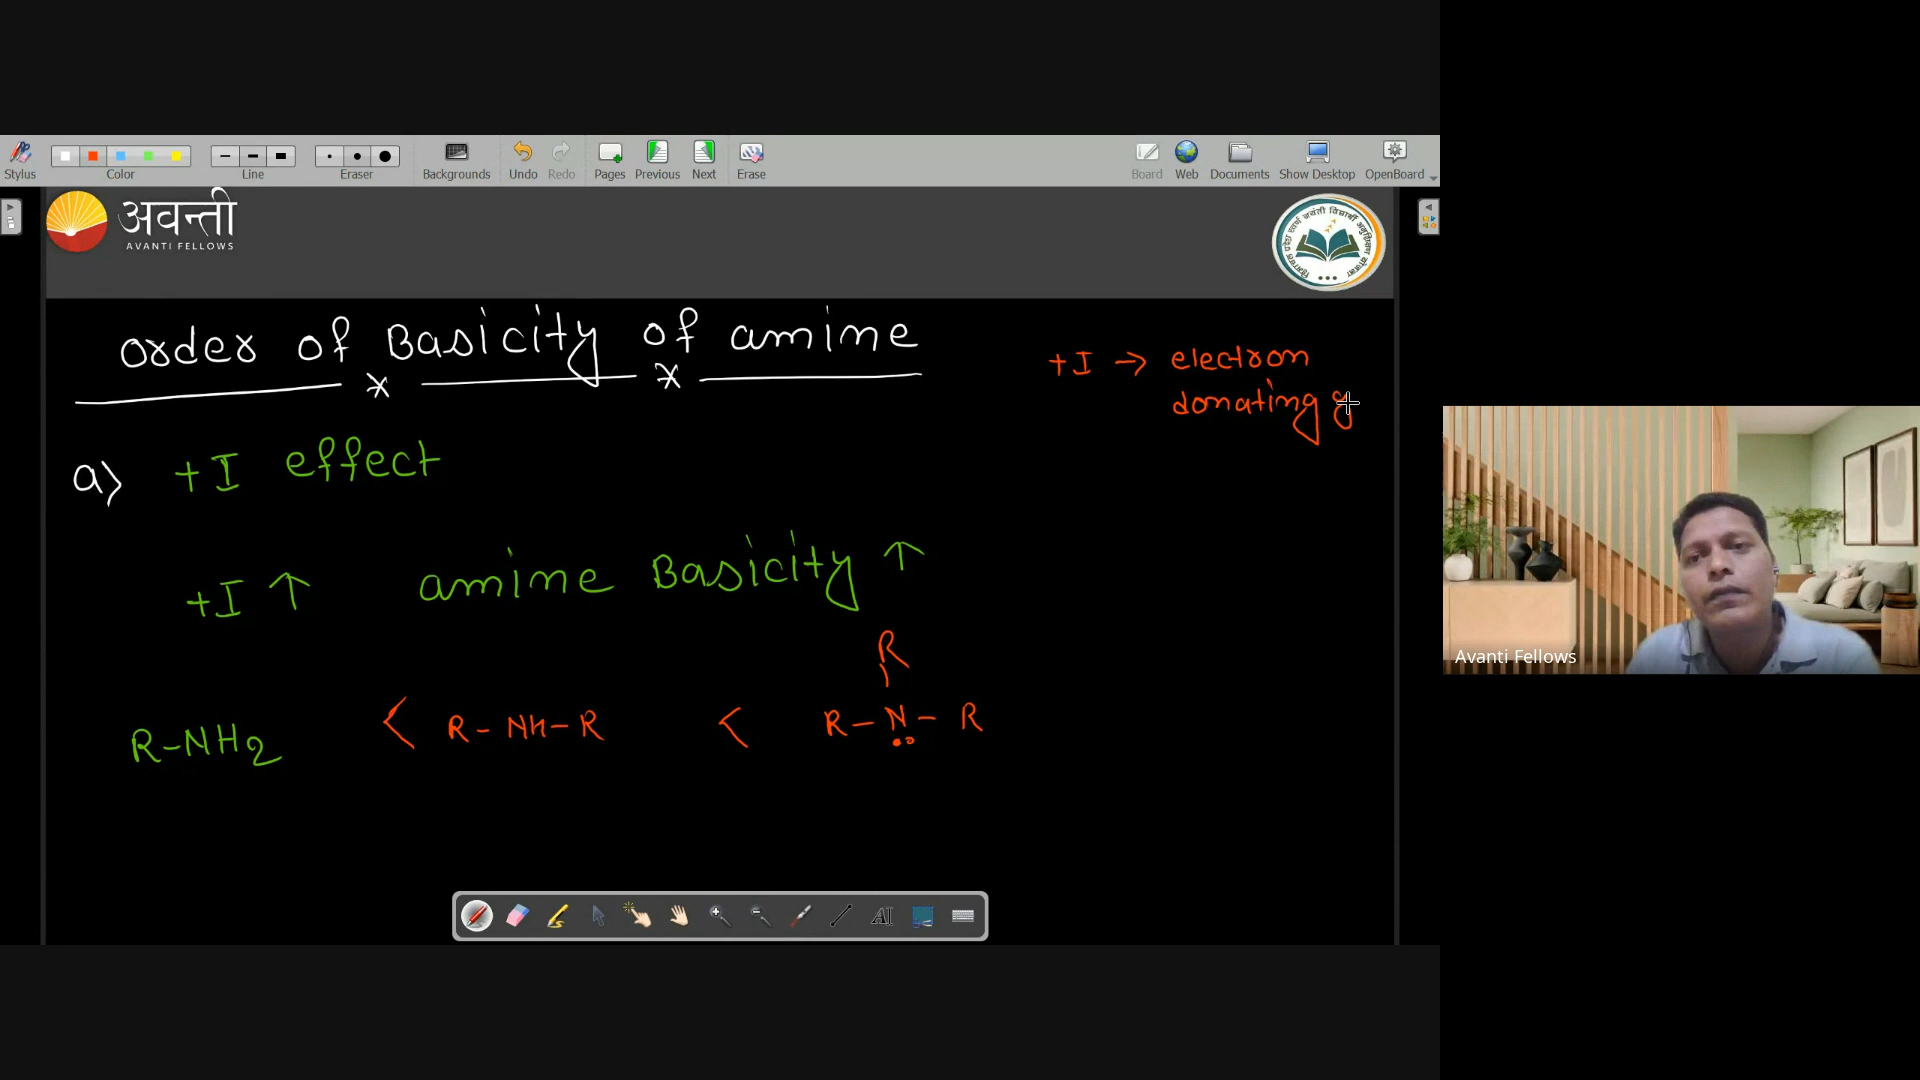 Stylus
Color
Line
Eraser
Backgrounds
Undo
Redo
Pages
Previous
Next
Erase
Board
Web
Documents
Show Desktop
OpenBoard
अवन्ती
AVANTI FELLOWS
order of Basicity of amine
+I → electron
donating g
a) +I effect
+I ↑ amine Basicity ↑
R
R-NH2 < R-NH-R < R-N-R
Avanti Fellows
AI